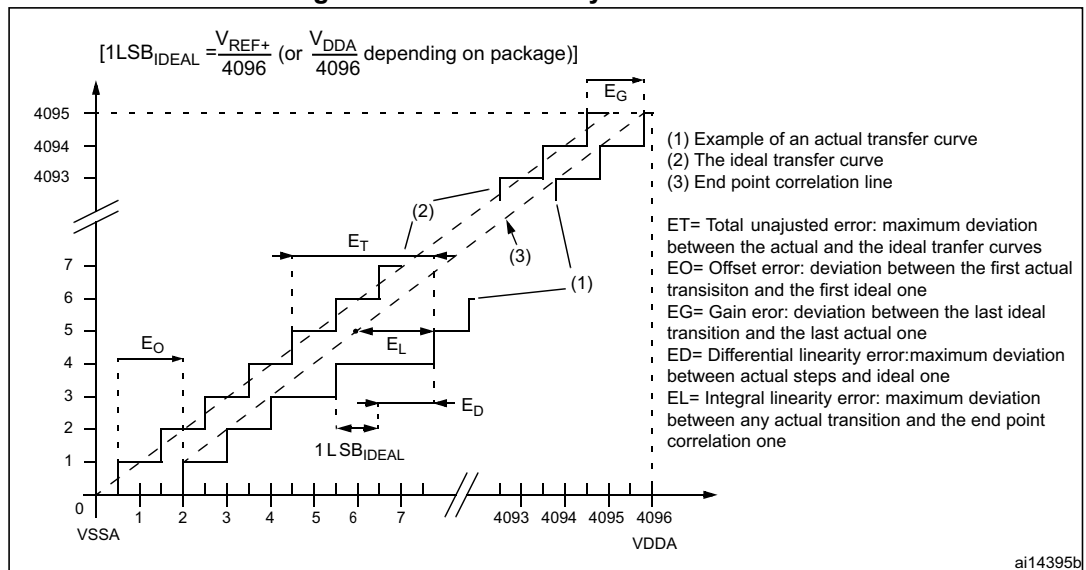 [1LSBIDEAL = VREF+ / 4096 (or VDDA / 4096 depending on package)]
EG
4095
4094
4093
(1) Example of an actual transfer curve
(2) The ideal transfer curve
(3) End point correlation line
(2)
ET
(3)
(1)
ET= Total unajusted error: maximum deviation
between the actual and the ideal tranfer curves
EO= Offset error: deviation between the first actual
transisiton and the first ideal one
EG= Gain eror: deviation between the last ideal
transition and the last actual one
ED= Differential linearity error:maximum deviation
between actual steps and ideal one
EL= Integral linearity error: maximum deviation
between any actual transition and the end point
correlation one
7
6
5
4
3
2
1
0
EO
EL
ED
1 LSBIDEAL
1 2 3 4 5 6 7 4093 4094 4095 4096
VSSA
VDDA
ai14395b